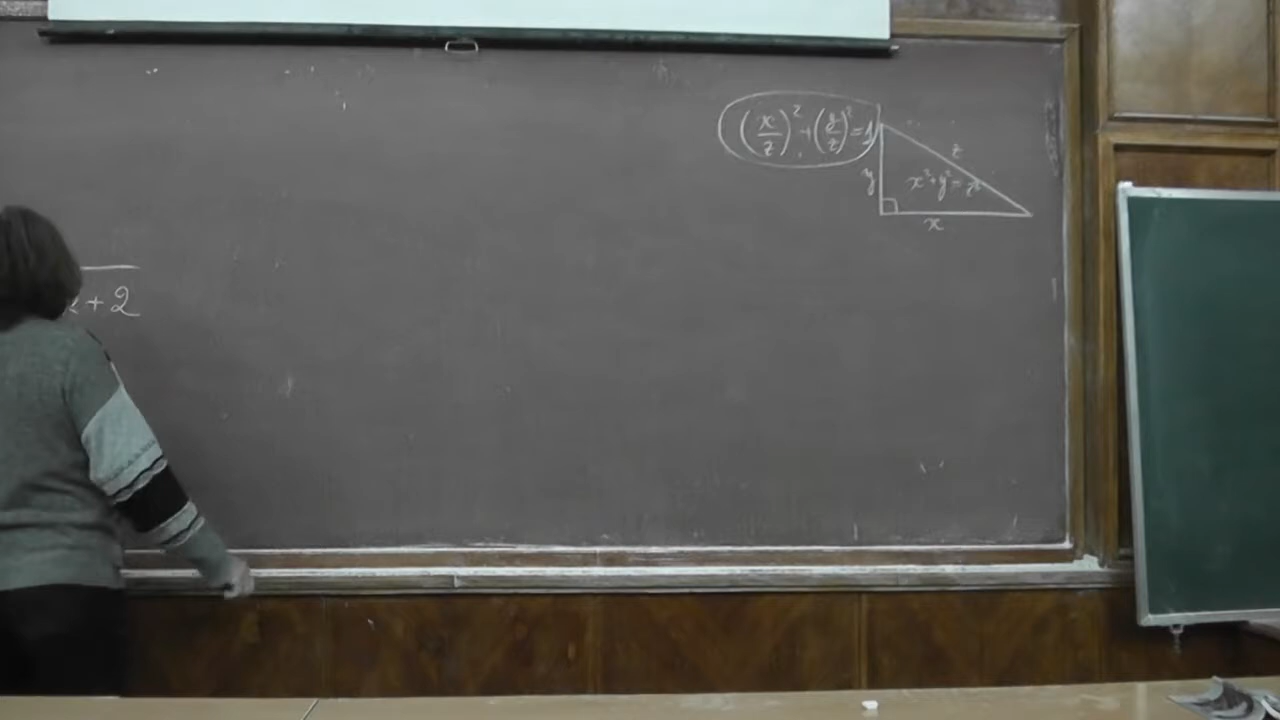 (x/z)² + (y/z)² = 1
z
y
x² + y² = z²
x
+ 2